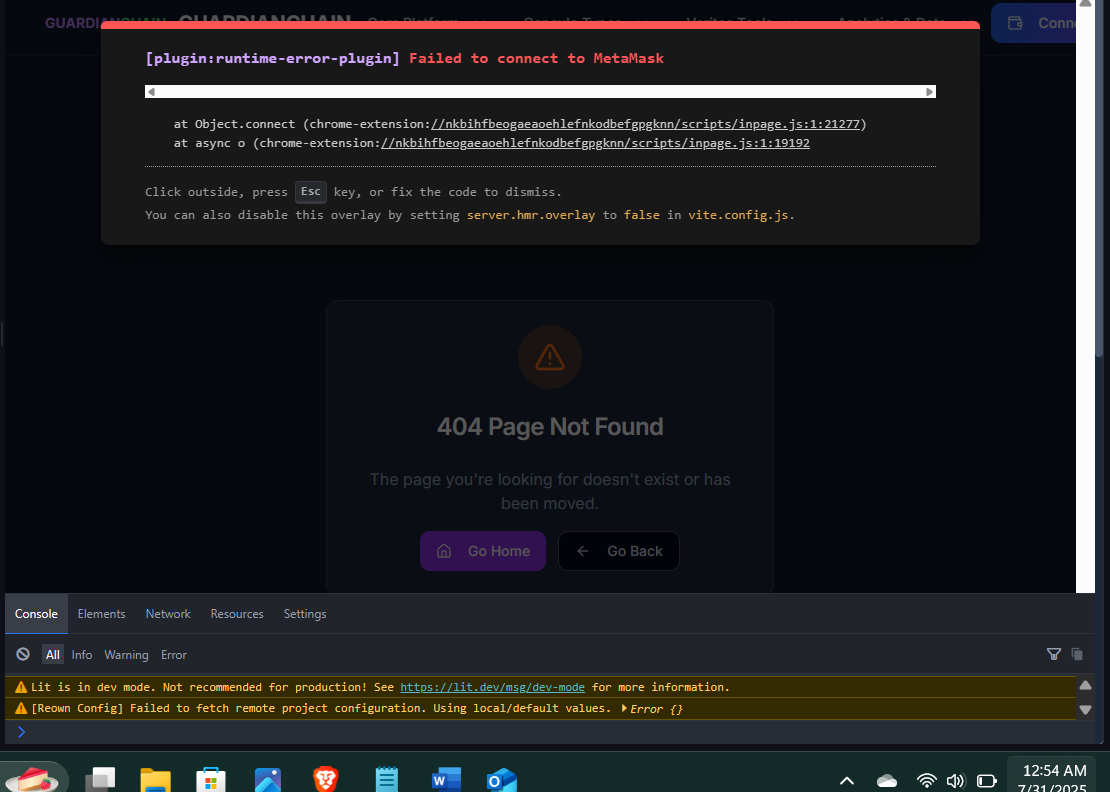 GUARDIANCHAIN GUARDIANCHAIN Core Platform Capsule Types Veritas Tools Analytics & Data
[plugin:runtime-error-plugin] Failed to connect to MetaMask
at Object.connect (chrome-extension://nkbihfbeogaeaoehlefnkodbefgpgknn/scripts/inpage.js:1:21277)
at async o (chrome-extension://nkbihfbeogaeaoehlefnkodbefgpgknn/scripts/inpage.js:1:19192
Click outside, press Esc key, or fix the code to dismiss.
You can also disable this overlay by setting server.hmr.overlay to false in vite.config.js.
404 Page Not Found
The page you're looking for doesn't exist or has
been moved.
Go Home Go Back
Console Elements Network Resources Settings
All Info Warning Error
Lit is in dev mode. Not recommended for production! See https://lit.dev/msg/dev-mode for more information.
[Reown Config] Failed to fetch remote project configuration. Using local/default values. Error {}
12:54 AM
7/31/2025